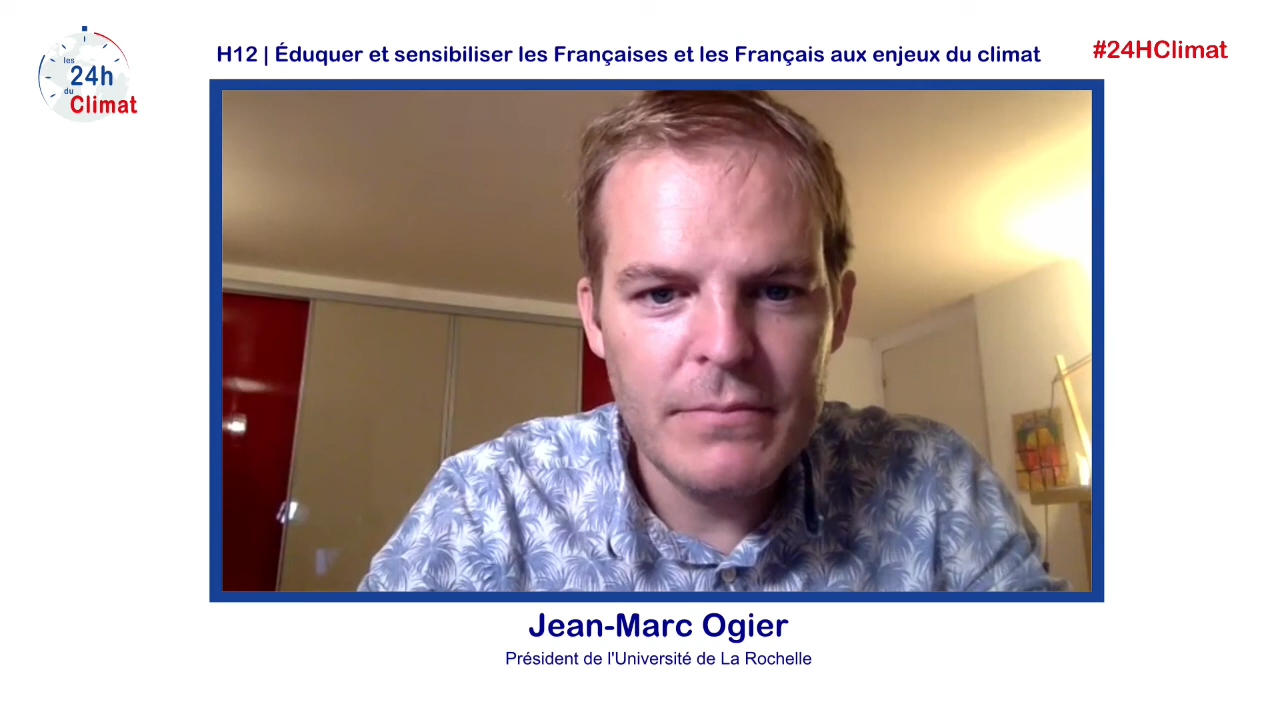 les
24h
du
Climat
H12 | Éduquer et sensibiliser les Françaises et les Français aux enjeux du climat
#24HClimat
Jean-Marc Ogier
Président de l'Université de La Rochelle